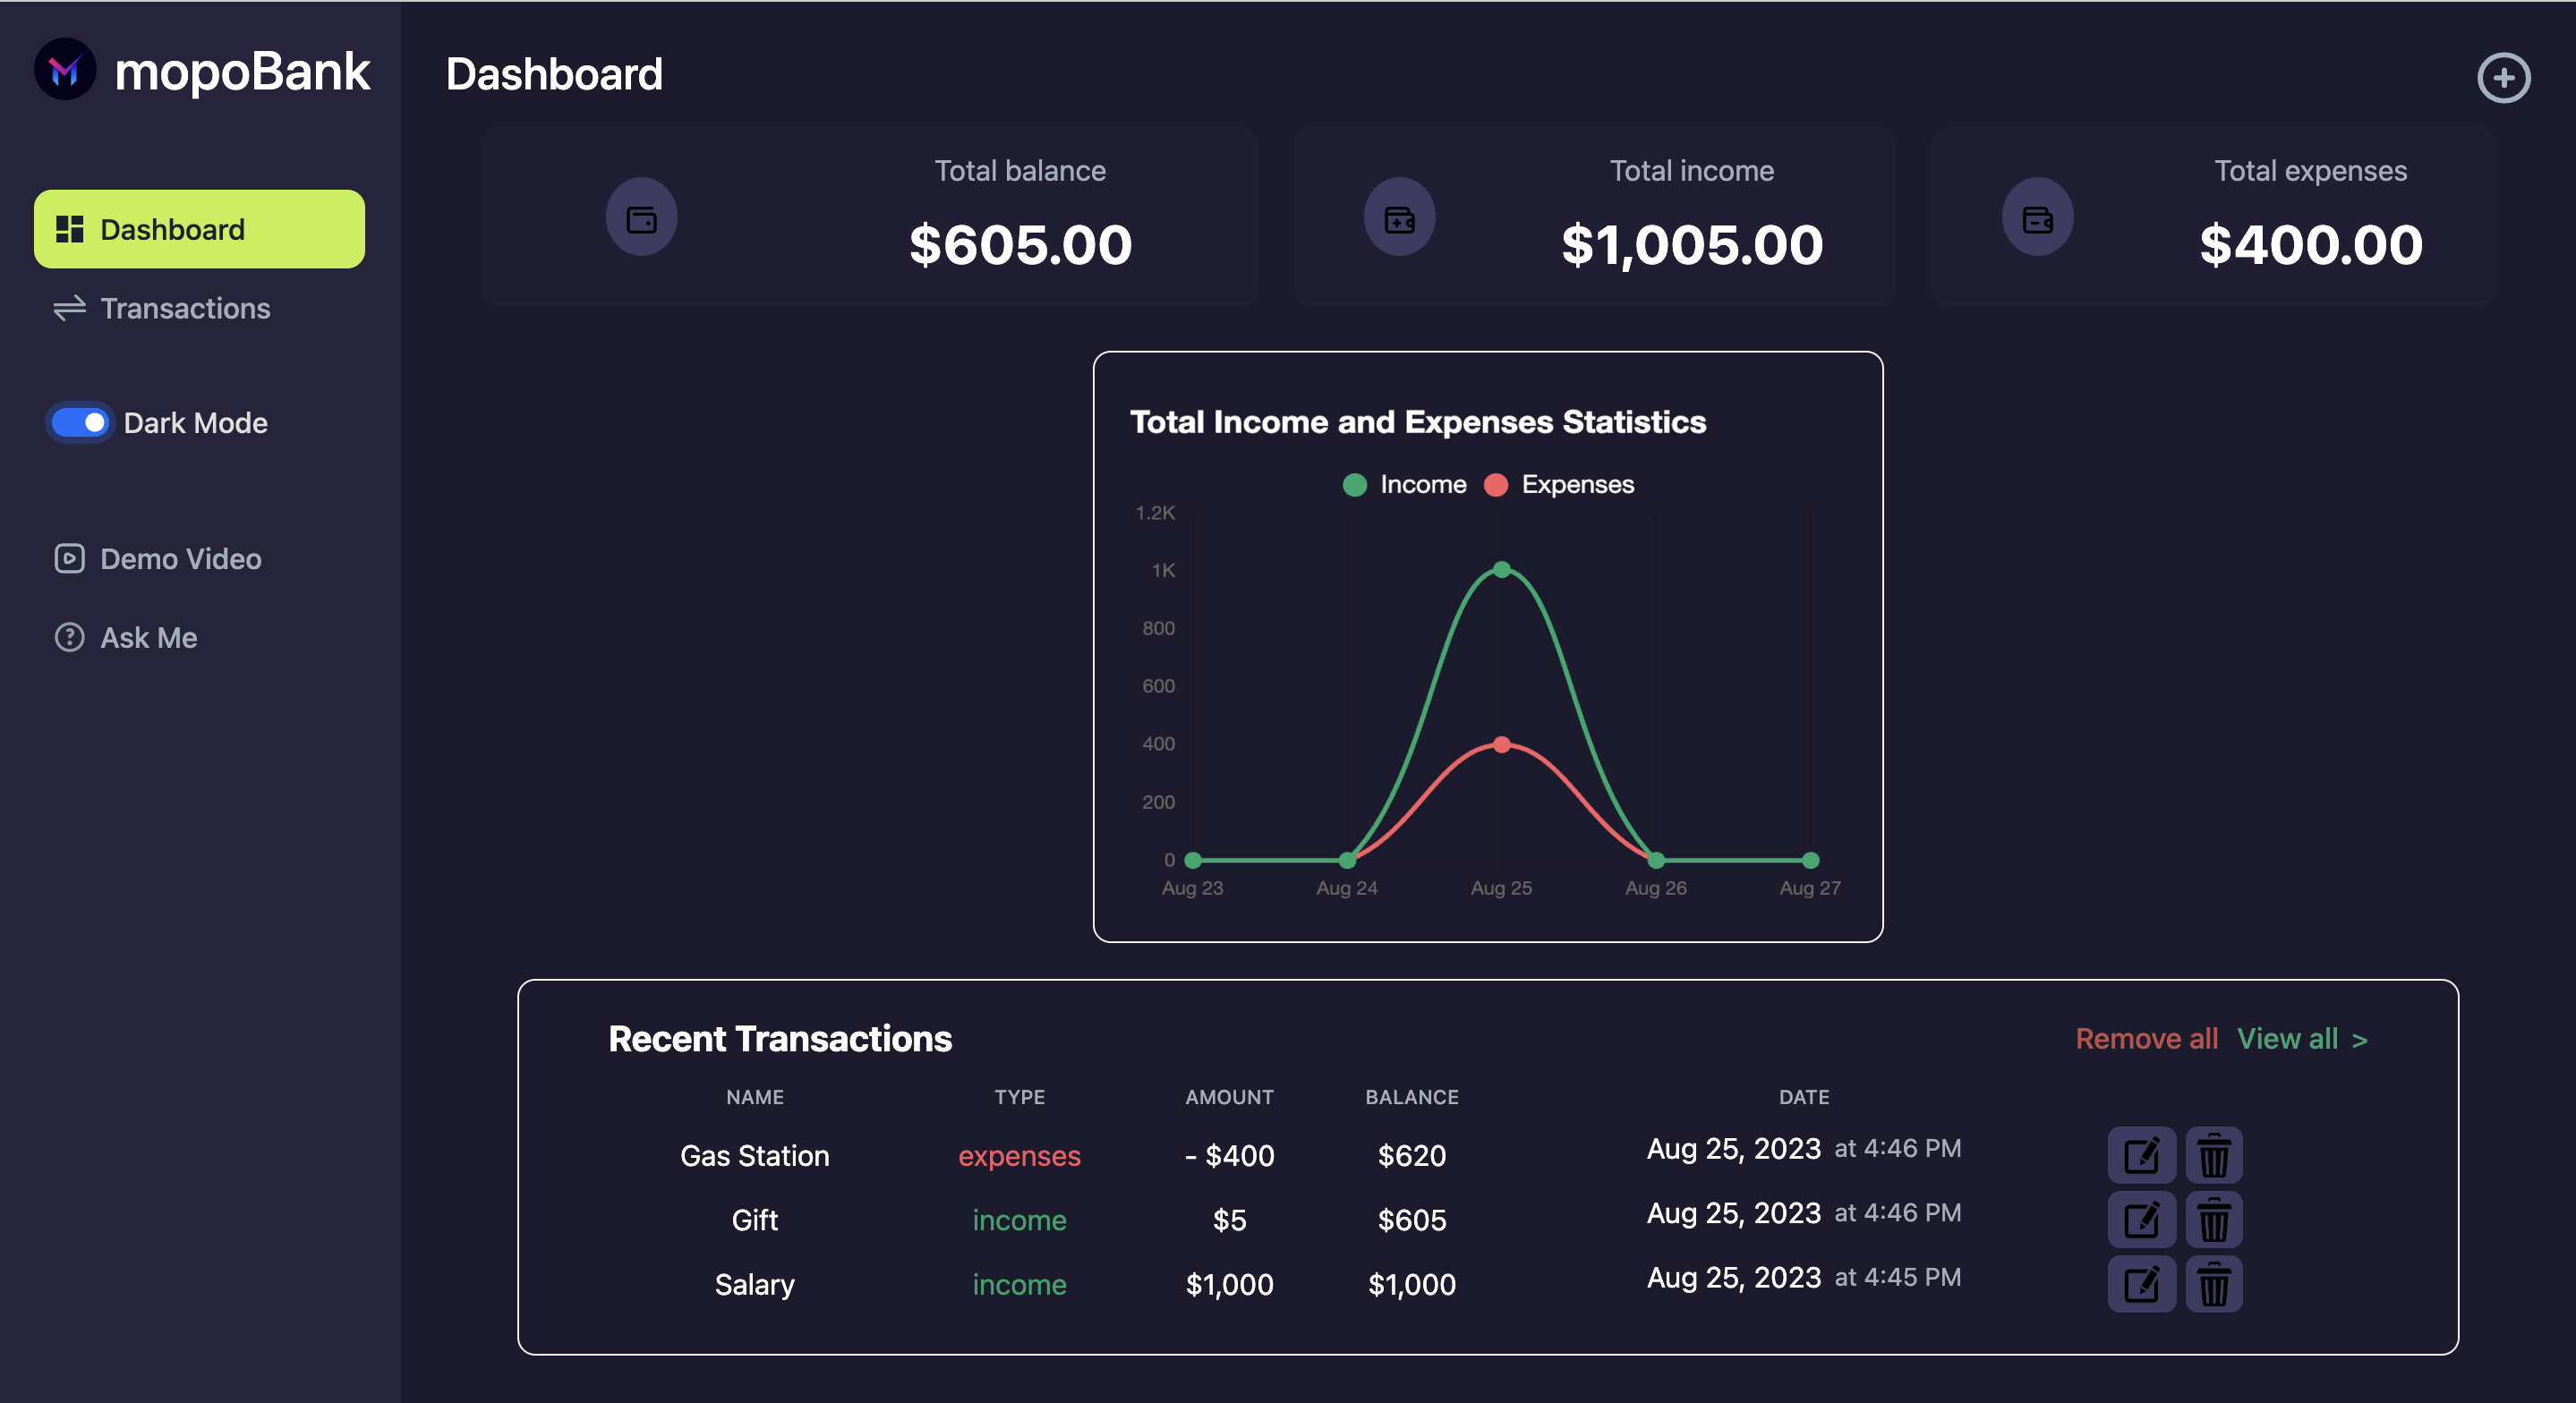 mopoBank
Dashboard
Transactions
Dark Mode
Demo Video
Ask Me
Dashboard
Total balance
$605.00
Total income
$1,005.00
Total expenses
$400.00
Total Income and Expenses Statistics
Income Expenses
1.2K
1K
800
600
400
200
0
Aug 23 Aug 24 Aug 25 Aug 26 Aug 27
Recent Transactions Remove all View all >
NAME TYPE AMOUNT BALANCE DATE
Gas Station expenses - $400 $620 Aug 25, 2023 at 4:46 PM
Gift income $5 $605 Aug 25, 2023 at 4:46 PM
Salary income $1,000 $1,000 Aug 25, 2023 at 4:45 PM